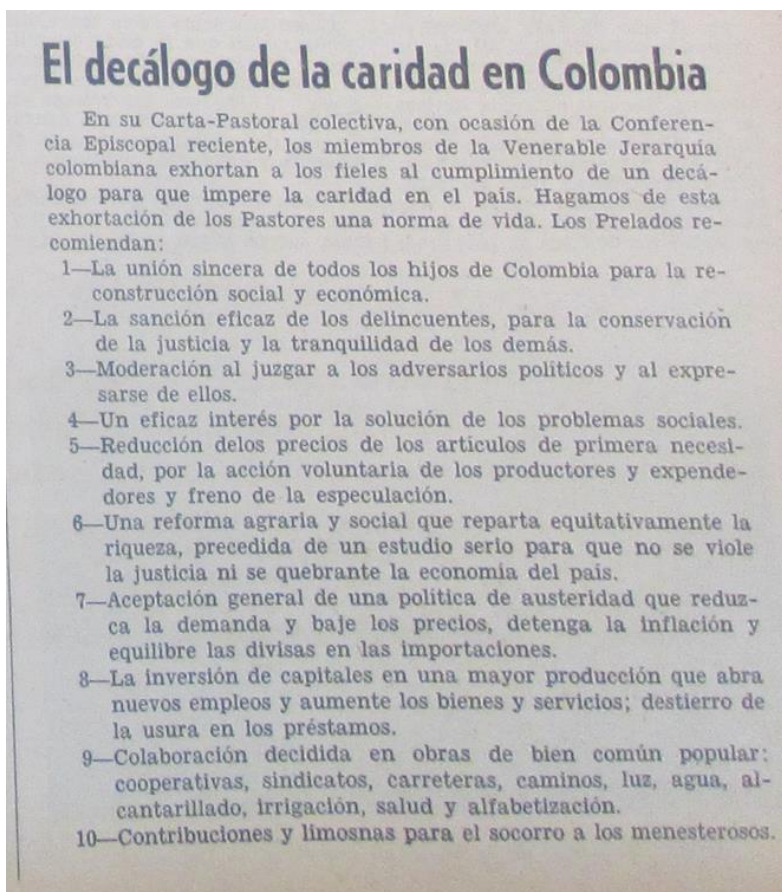 El decálogo de la caridad en Colombia
En su Carta-Pastoral colectiva, con ocasión de la Conferen-
cia Episcopal reciente, los miembros de la Venerable Jerarquía
colombiana exhortan a los fieles al cumplimiento de un decá-
logo para que impere la caridad en el país. Hagamos de esta
exhortación de los Pastores una norma de vida. Los Prelados re-
comiendan:
1—La unión sincera de todos los hijos de Colombia para la re-
construcción social y económica.
2—La sanción eficaz de los delincuentes, para la conservación
de la justicia y la tranquilidad de los demás.
3—Moderación al juzgar a los adversarios políticos y al expre-
sarse de ellos.
4—Un eficaz interés por la solución de los problemas sociales.
5—Reducción delos precios de los artículos de primera necesi-
dad, por la acción voluntaria de los productores y expende-
dores y freno de la especulación.
6—Una reforma agraria y social que reparta equitativamente la
riqueza, precedida de un estudio serio para que no se viole
la justicia ni se quebrante la economía del país.
7—Aceptación general de una política de austeridad que reduz-
ca la demanda y baje los precios, detenga la inflación y
equilibre las divisas en las importaciones.
8—La inversión de capitales en una mayor producción que abra
nuevos empleos y aumente los bienes y servicios; destierro de
la usura en los préstamos.
9—Colaboración decidida en obras de bien común popular:
cooperativas, sindicatos, carreteras, caminos, luz, agua, al-
cantarillado, irrigación, salud y alfabetización.
10—Contribuciones y limosnas para el socorro a los menesterosos.